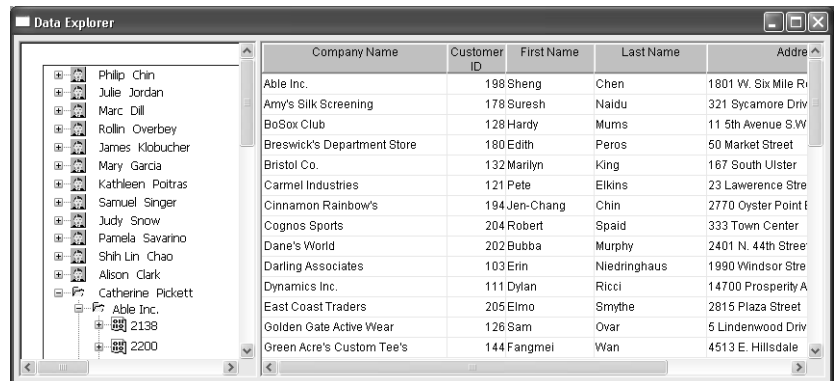 Data Explorer
Philip Chin
Julie Jordan
Marc Dill
Rollin Overbey
James Klobucher
Mary Garcia
Kathleen Poitras
Samuel Singer
Judy Snow
Pamela Savarino
Shih Lin Chao
Alison Clark
Catherine Pickett
Able Inc.
2138
2200
Company Name Customer ID First Name Last Name Addre
Able Inc. 198 Sheng Chen 1801 W. Six Mile R
Amy's Silk Screening 178 Suresh Naidu 321 Sycamore Driv
BoSox Club 128 Hardy Mums 11 5th Avenue S.W
Breswick's Department Store 180 Edith Peros 50 Market Street
Bristol Co. 132 Marilyn King 167 South Ulster
Carmel Industries 121 Pete Elkins 23 Lawerence Stre
Cinnamon Rainbow's 194 Jen-Chang Chin 2770 Oyster Point
Cognos Sports 204 Robert Spaid 333 Town Center
Dane's World 202 Bubba Murphy 2401 N. 44th Street
Darling Associates 103 Erin Niedringhaus 1990 Windsor Stre
Dynamics Inc. 111 Dylan Ricci 14700 Prosperity A
East Coast Traders 205 Elmo Smythe 2815 Plaza Street
Golden Gate Active Wear 126 Sam Ovar 5 Lindenwood Driv
Green Acre's Custom Tee's 144 Fangmei Wan 4513 E. Hillsdale